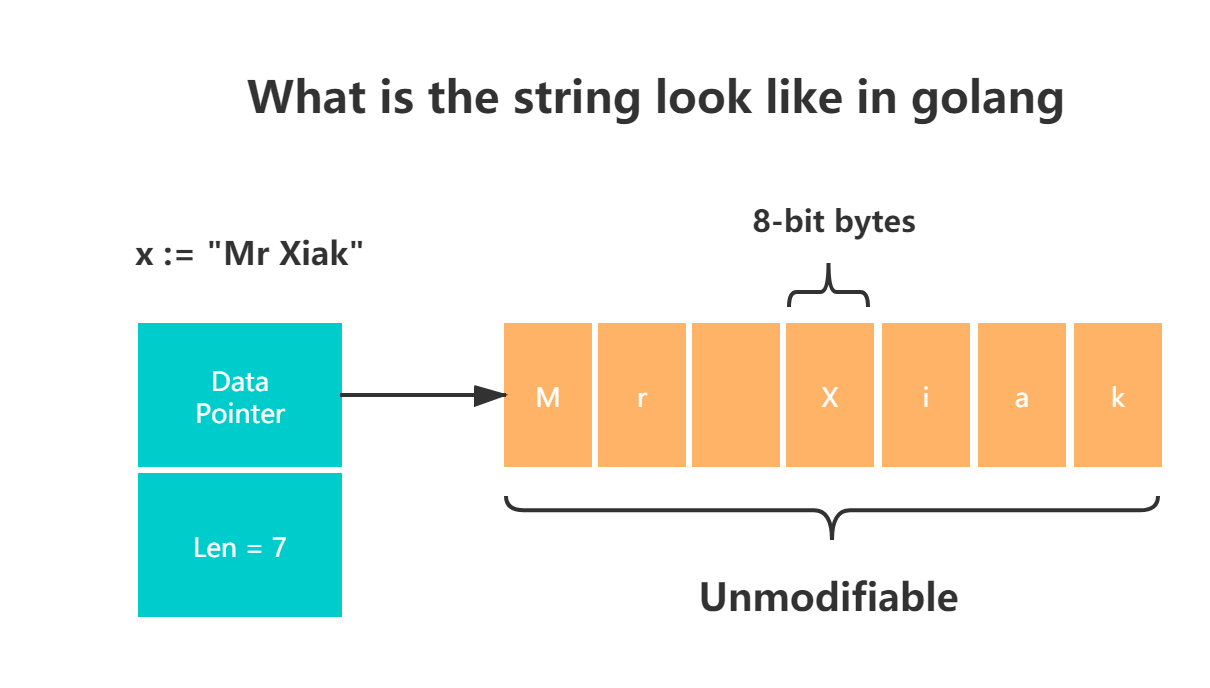 What is the string look like in golang
8-bit bytes
x := "Mr Xiak"
Data
Pointer
M r X i a k
Len = 7
Unmodifiable